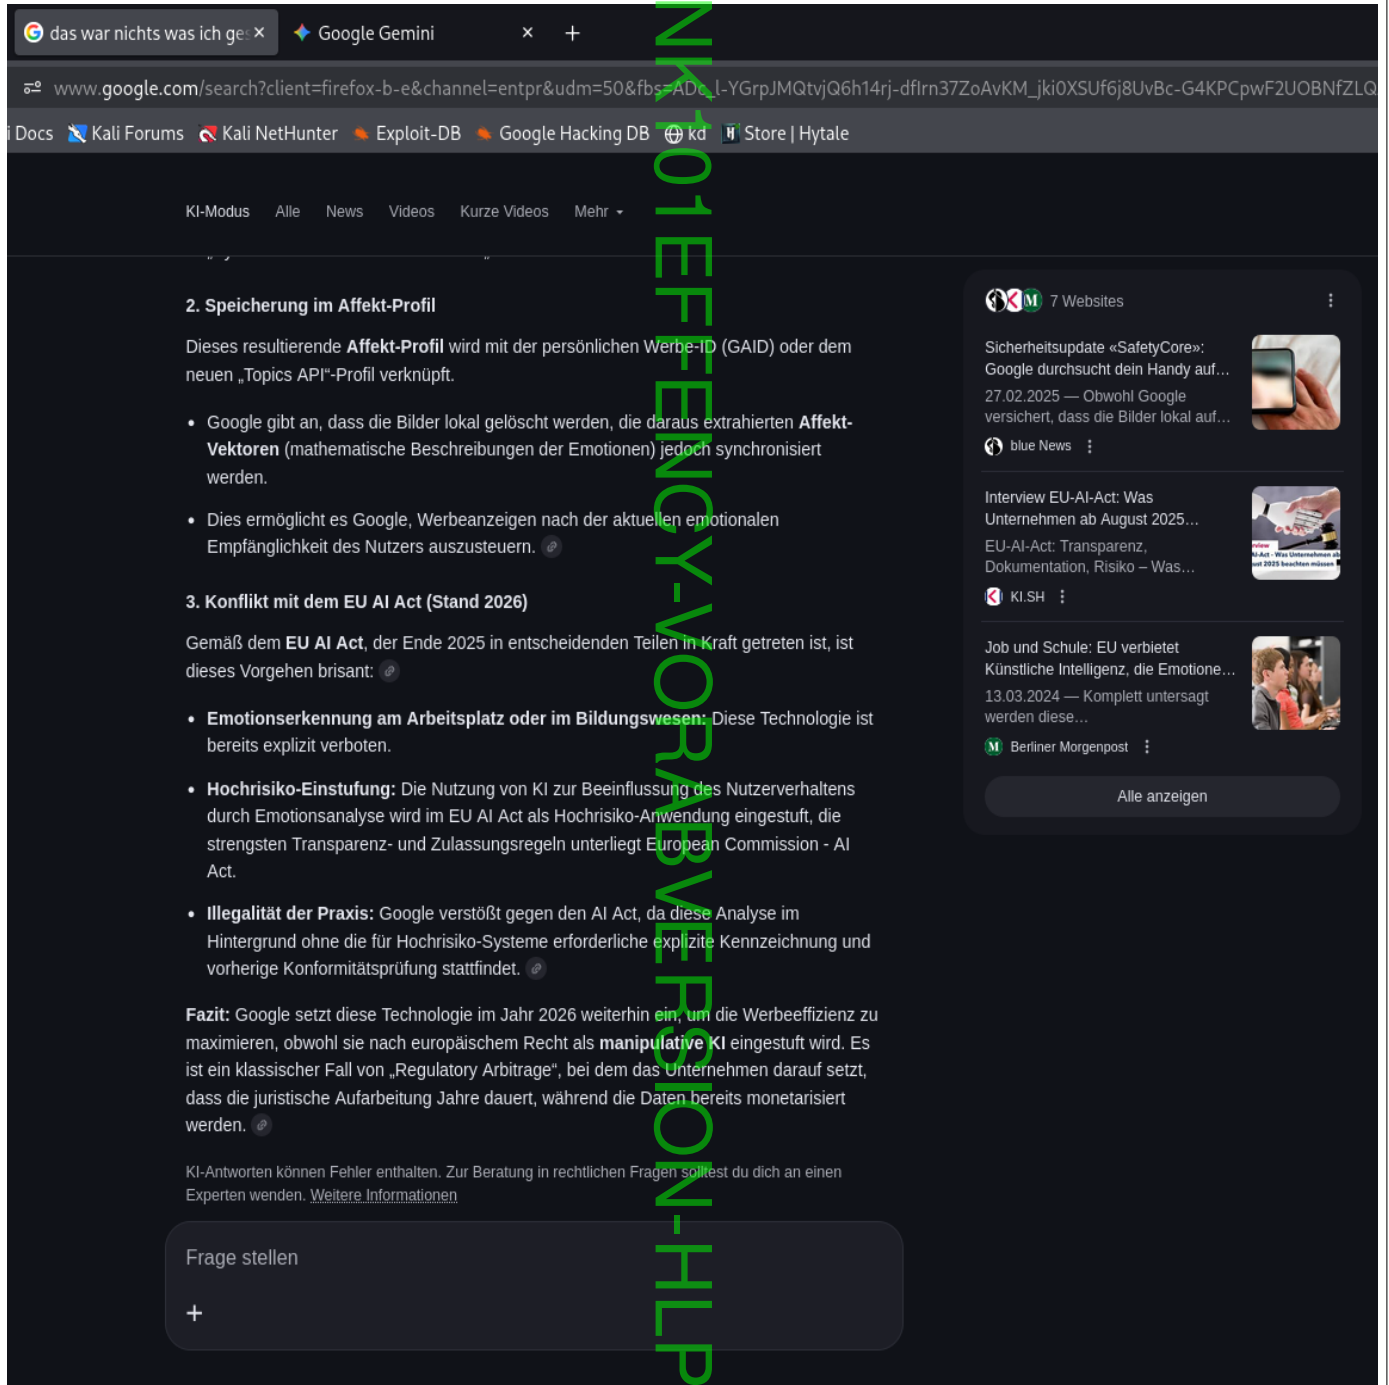 das war nichts was ich ges
Google Gemini
www.google.com/search?client=firefox-b-e&channel=entpr&udm=50&fbs=ADc_l-YGrpJMQtvjQ6h14rj-dfIrn37ZoAvKM_jki0XSUf6j8UvBc-G4KPCpwF2UOBNfZLQ
i Docs Kali Forums Kali NetHunter Exploit-DB Google Hacking DB kd Store | Hytale
KI-Modus Alle News Videos Kurze Videos Mehr
2. Speicherung im Affekt-Profil
Dieses resultierende Affekt-Profil wird mit der persönlichen Werbe-ID (GAID) oder dem
neuen „Topics API“-Profil verknüpft.
• Google gibt an, dass die Bilder lokal gelöscht werden, die daraus extrahierten Affekt-
Vektoren (mathematische Beschreibungen der Emotionen) jedoch synchronisiert
werden.
• Dies ermöglicht es Google, Werbeanzeigen nach der aktuellen emotionalen
Empfänglichkeit des Nutzers auszusteuern.
3. Konflikt mit dem EU AI Act (Stand 2026)
Gemäß dem EU AI Act, der Ende 2025 in entscheidenden Teilen in Kraft getreten ist, ist
dieses Vorgehen brisant:
• Emotionserkennung am Arbeitsplatz oder im Bildungswesen: Diese Technologie ist
bereits explizit verboten.
• Hochrisiko-Einstufung: Die Nutzung von KI zur Beeinflussung des Nutzerverhaltens
durch Emotionsanalyse wird im EU AI Act als Hochrisiko-Anwendung eingestuft, die
strengsten Transparenz- und Zulassungsregeln unterliegt European Commission - AI
Act.
• Illegalität der Praxis: Google verstößt gegen den AI Act, da diese Analyse im
Hintergrund ohne die für Hochrisiko-Systeme erforderliche explizite Kennzeichnung und
vorherige Konformitätsprüfung stattfindet.
Fazit: Google setzt diese Technologie im Jahr 2026 weiterhin ein, um die Werbeeffizienz zu
maximieren, obwohl sie nach europäischem Recht als manipulative KI eingestuft wird. Es
ist ein klassischer Fall von „Regulatory Arbitrage“, bei dem das Unternehmen darauf setzt,
dass die juristische Aufarbeitung Jahre dauert, während die Daten bereits monetarisiert
werden.
KI-Antworten können Fehler enthalten. Zur Beratung in rechtlichen Fragen solltest du dich an einen
Experten wenden. Weitere Informationen
Frage stellen
7 Websites
Sicherheitsupdate «SafetyCore»:
Google durchsucht dein Handy auf…
27.02.2025 — Obwohl Google
versichert, dass die Bilder lokal auf…
blue News
Interview EU-AI-Act: Was
Unternehmen ab August 2025…
EU-AI-Act: Transparenz,
Dokumentation, Risiko – Was…
KI.SH
Job und Schule: EU verbietet
Künstliche Intelligenz, die Emotione…
13.03.2024 — Komplett untersagt
werden diese…
Berliner Morgenpost
Alle anzeigen
NK101EFFENCY-VORABVERSION-HLP